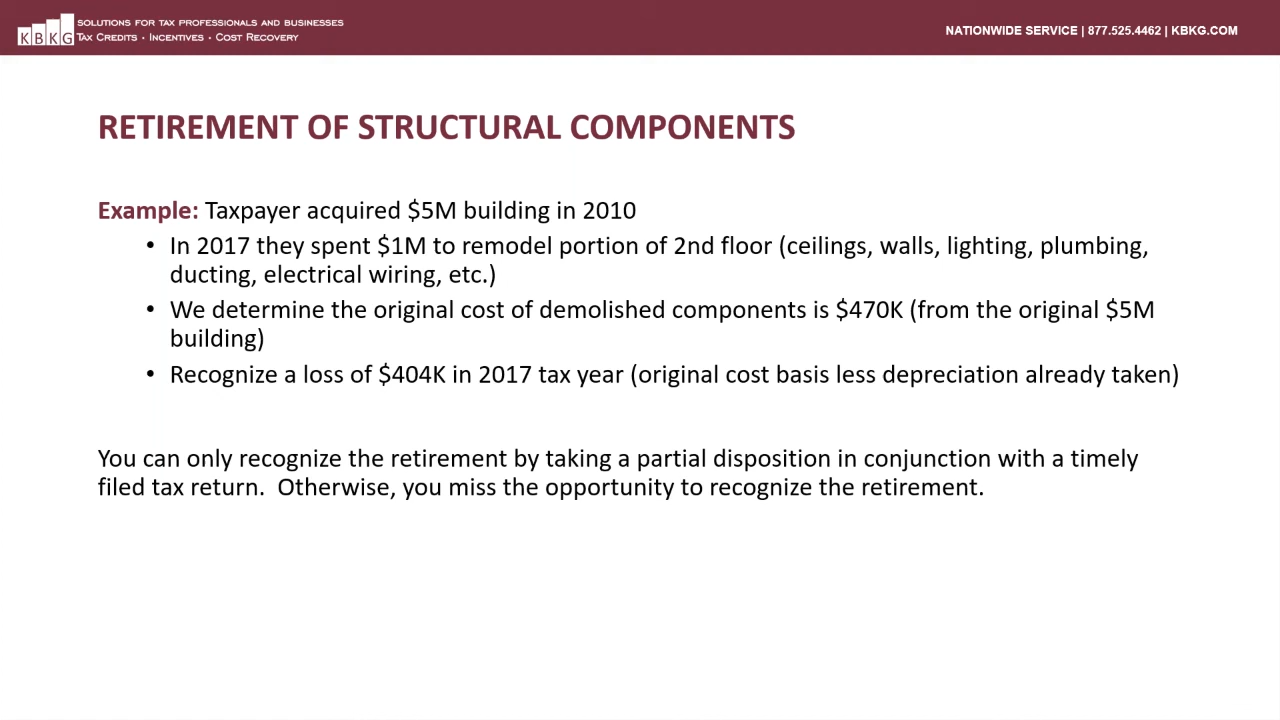 KBKG
SOLUTIONS FOR TAX PROFESSIONALS AND BUSINESSES
TAX CREDITS · INCENTIVES · COST RECOVERY
NATIONWIDE SERVICE | 877.525.4462 | KBKG.COM
RETIREMENT OF STRUCTURAL COMPONENTS
Example: Taxpayer acquired $5M building in 2010
• In 2017 they spent $1M to remodel portion of 2nd floor (ceilings, walls, lighting, plumbing,
ducting, electrical wiring, etc.)
• We determine the original cost of demolished components is $470K (from the original $5M
building)
• Recognize a loss of $404K in 2017 tax year (original cost basis less depreciation already taken)
You can only recognize the retirement by taking a partial disposition in conjunction with a timely
filed tax return.  Otherwise, you miss the opportunity to recognize the retirement.